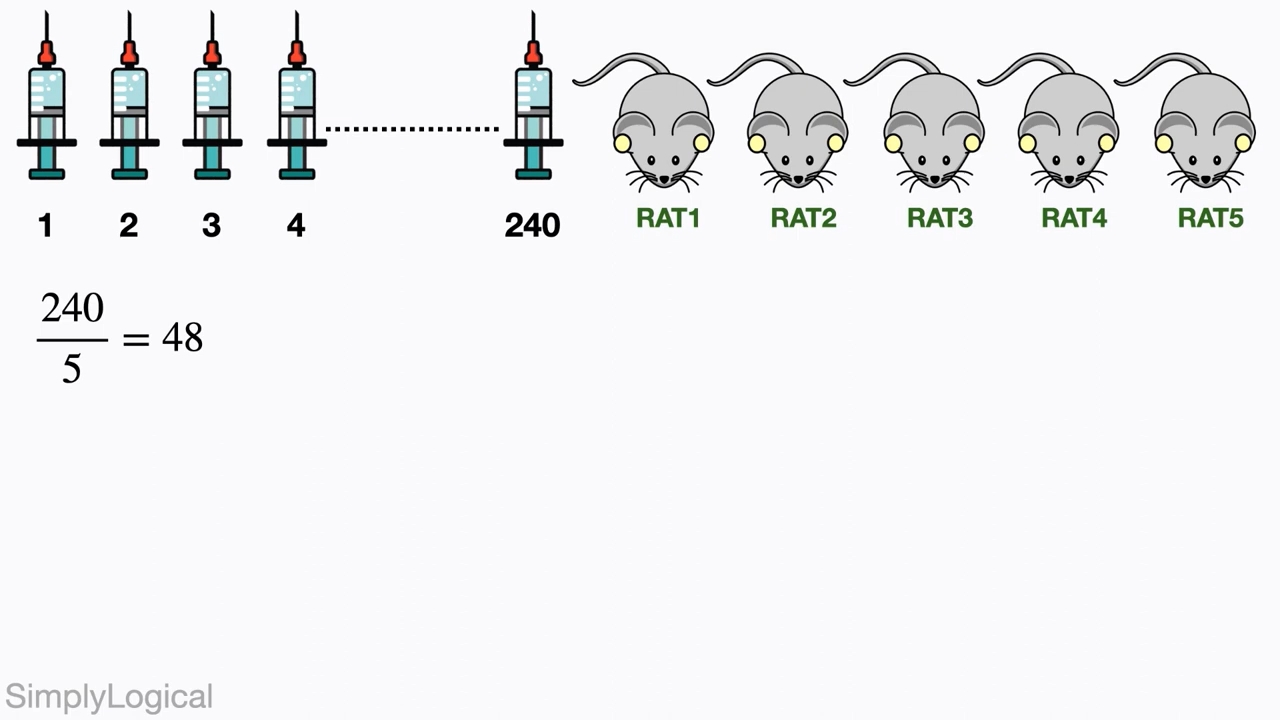 1 2 3 4 240
RAT1 RAT2 RAT3 RAT4 RAT5
240
5
= 48
SimplyLogical